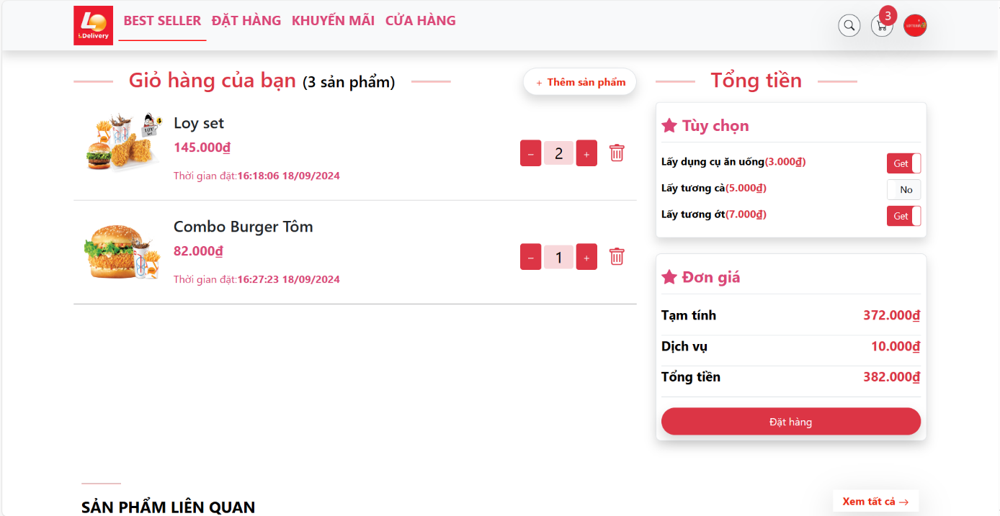 L.Delivery
BEST SELLER ĐẶT HÀNG KHUYẾN MÃI CỬA HÀNG
3
Giỏ hàng của bạn (3 sản phẩm)
+ Thêm sản phẩm
Loy set
145.000₫
Thời gian đặt:16:18:06 18/09/2024
− 2 +
Combo Burger Tôm
82.000₫
Thời gian đặt:16:27:23 18/09/2024
− 1 +
Tổng tiền
Tùy chọn
Lấy dụng cụ ăn uống(3.000₫) Get
Lấy tương cà(5.000₫) No
Lấy tương ớt(7.000₫) Get
Đơn giá
Tạm tính 372.000₫
Dịch vụ 10.000₫
Tổng tiền 382.000₫
Đặt hàng
SẢN PHẨM LIÊN QUAN
Xem tất cả →